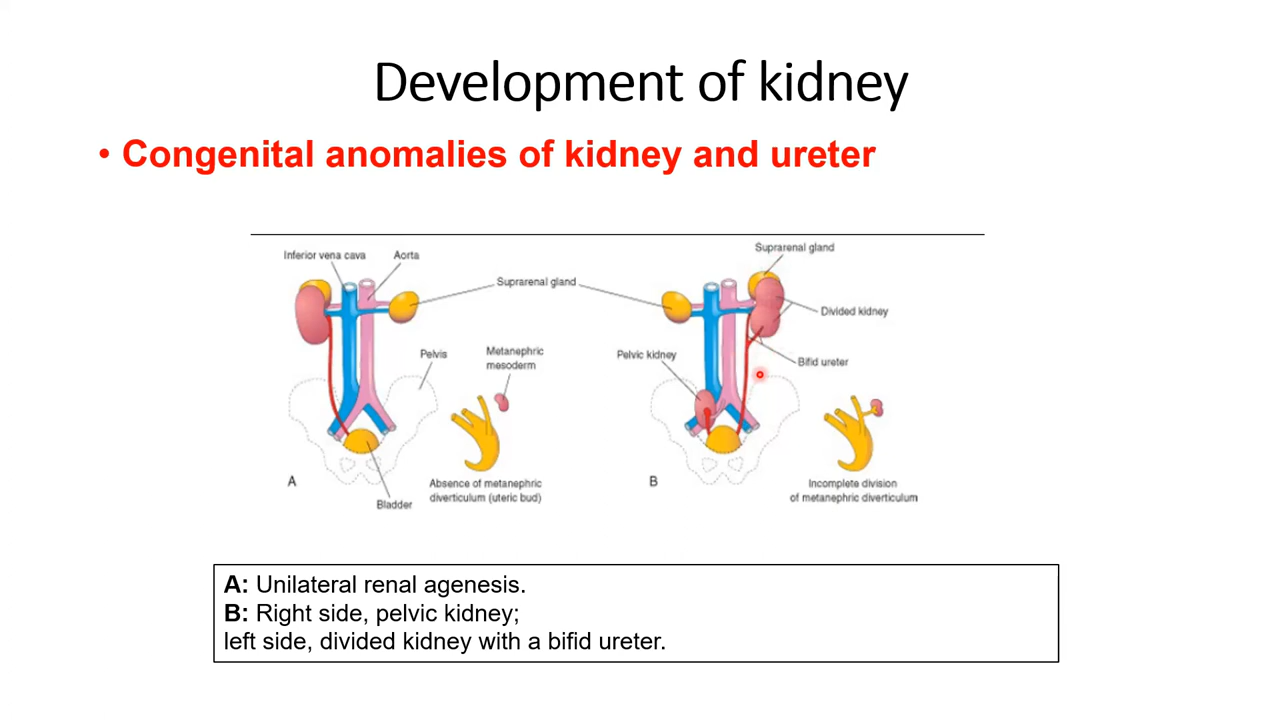 Development of kidney
• Congenital anomalies of kidney and ureter
Inferior vena cava
Aorta
Suprarenal gland
Pelvis
Metanephric
mesoderm
A
Bladder
Absence of metanephric
diverticulum (uteric bud)
Suprarenal gland
Divided kidney
Pelvic kidney
Bifid ureter
B
Incomplete division
of metanephric diverticulum
A: Unilateral renal agenesis.
B: Right side, pelvic kidney;
left side, divided kidney with a bifid ureter.